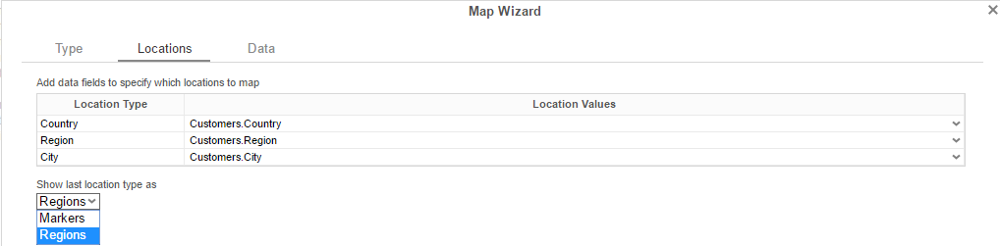 Map Wizard
Type Locations Data
Add data fields to specify which locations to map
Location Type Location Values
Country Customers.Country
Region Customers.Region
City Customers.City
Show last location type as
Regions
Markers
Regions